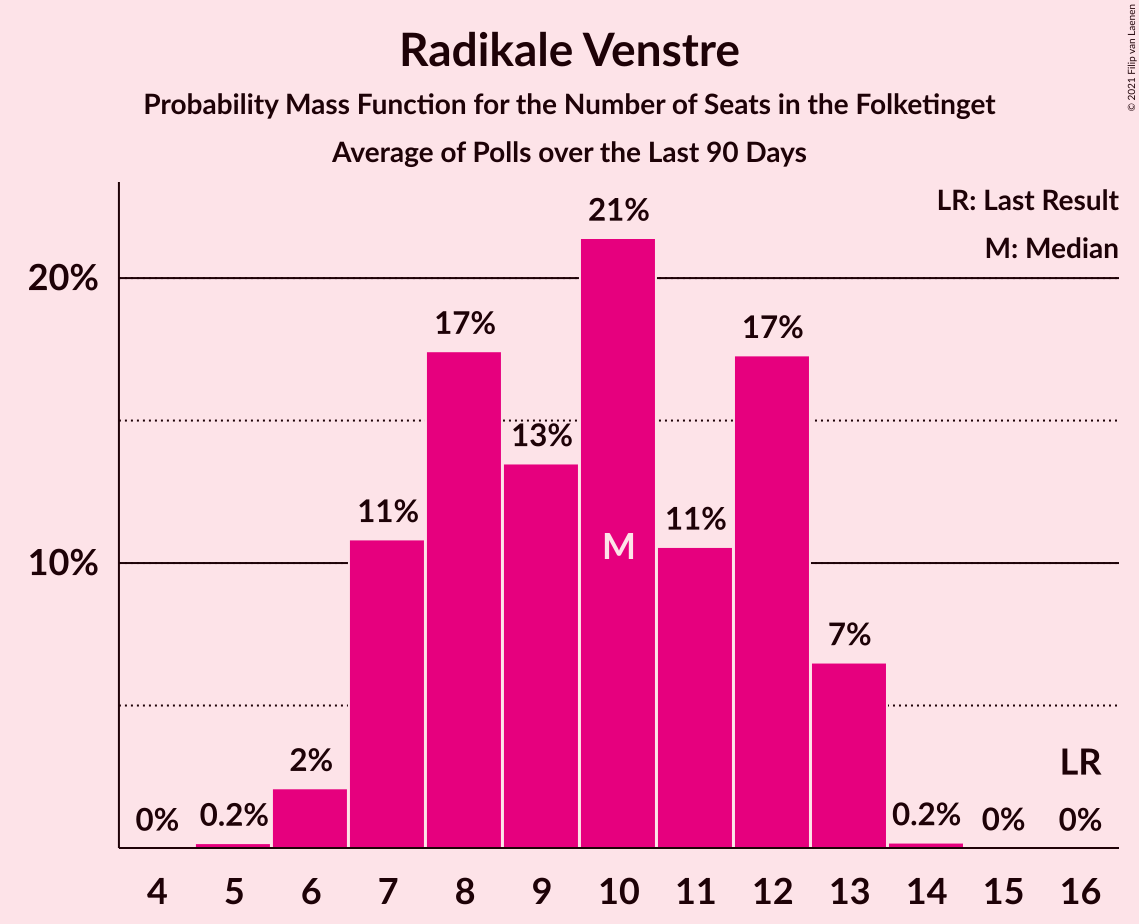 Radikale Venstre
Probability Mass Function for the Number of Seats in the Folketinget
Average of Polls over the Last 90 Days
© 2021 Filip van Laenen
LR: Last Result
M: Median
20%
10%
0%
0.2%
2%
11%
17%
13%
21%
M
11%
17%
7%
0.2%
0%
LR
0%
4 5 6 7 8 9 10 11 12 13 14 15 16